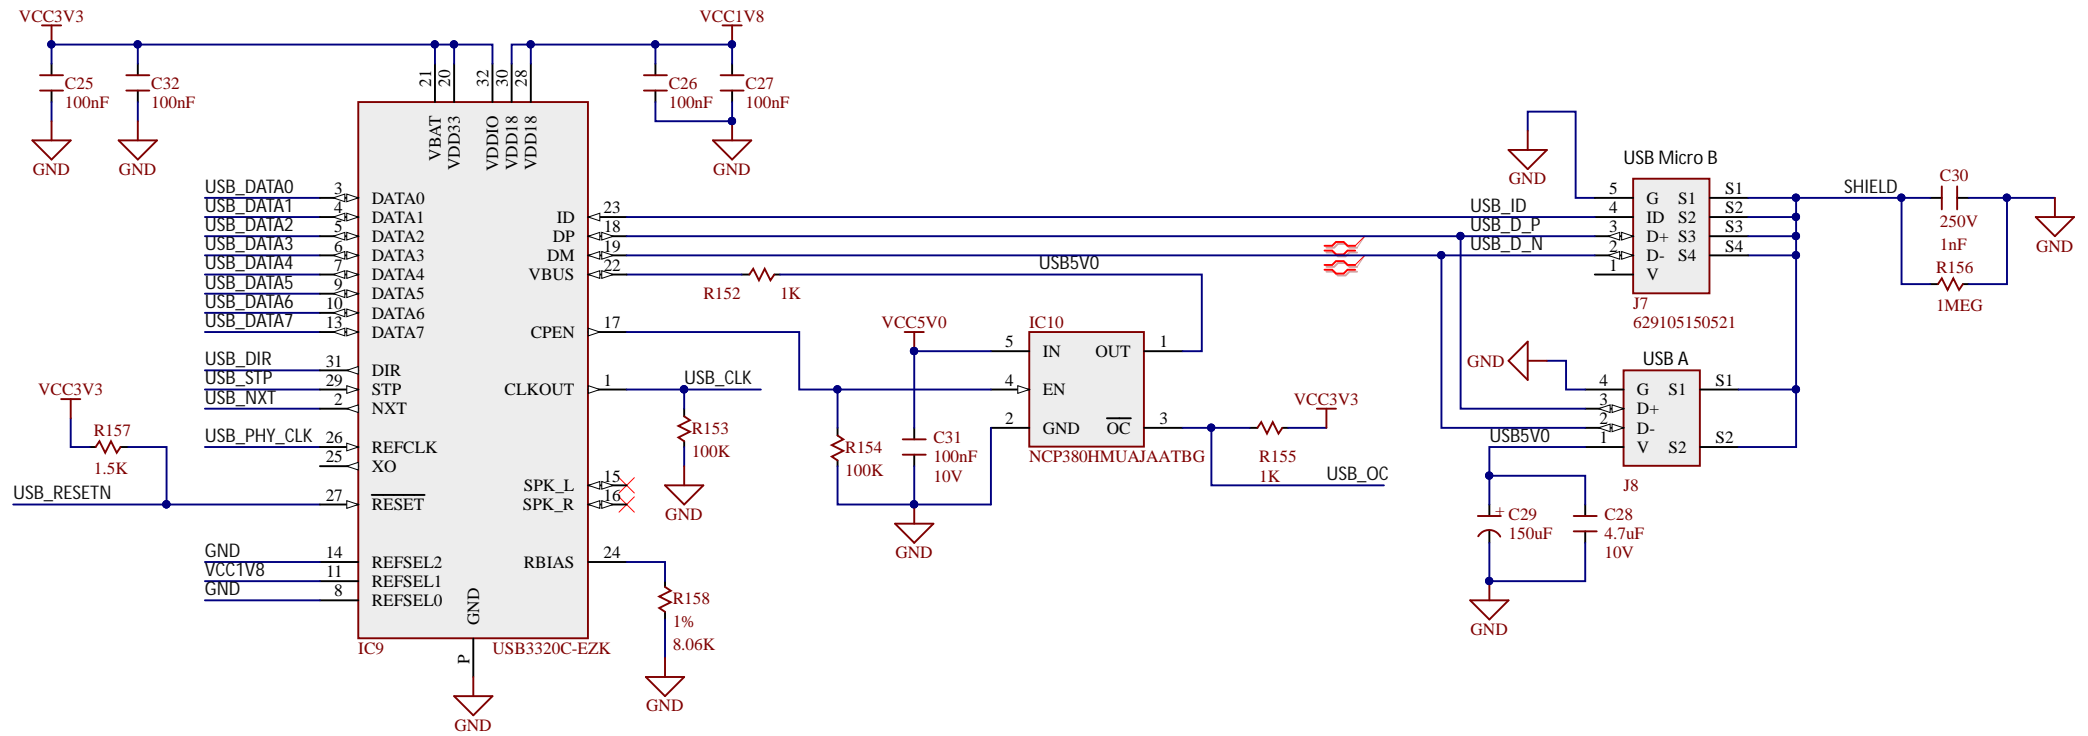 VCC3V3
C25
100nF
GND
C32
100nF
GND
VCC1V8
C26
100nF
C27
100nF
GND
21
20
32
30
28
VBAT
VDD33
VDDIO
VDD18
VDD18
USB_DATA0 3 DATA0
USB_DATA1 4 DATA1
USB_DATA2 5 DATA2
USB_DATA3 6 DATA3
USB_DATA4 7 DATA4
USB_DATA5 9 DATA5
USB_DATA6 10 DATA6
USB_DATA7 13 DATA7
USB_DIR 31 DIR
USB_STP 29 STP
USB_NXT 2 NXT
USB_PHY_CLK 26 REFCLK
25 XO
VCC3V3
R157
1.5K
USB_RESETN 27 RESET
GND 14 REFSEL2
VCC1V8 11 REFSEL1
GND 8 REFSEL0
GND
P
GND
IC9
USB3320C-EZK
ID 23
DP 18
DM 19
VBUS 22
CPEN 17
CLKOUT 1
SPK_L 15
SPK_R 16
RBIAS 24
R152 1K
USB_CLK
R153
100K
GND
R158
1%
8.06K
GND
R154
100K
VCC5V0
C31
100nF
10V
GND
IC10
5 IN OUT 1
4 EN
2 GND OC 3
NCP380HMUAJAATBG
USB5V0
VCC3V3
R155
1K
USB_OC
USB_ID
USB_D_P
USB_D_N
GND
USB Micro B
5 G S1 S1
4 ID S2 S2
3 D+ S3 S3
2 D- S4 S4
1 V
J7
629105150521
SHIELD
C30
250V
1nF
R156
1MEG
GND
USB A
GND
4 G S1 S1
3 D+
2 D-
USB5V0 1 V S2 S2
J8
+ C29
150uF
C28
4.7uF
10V
GND